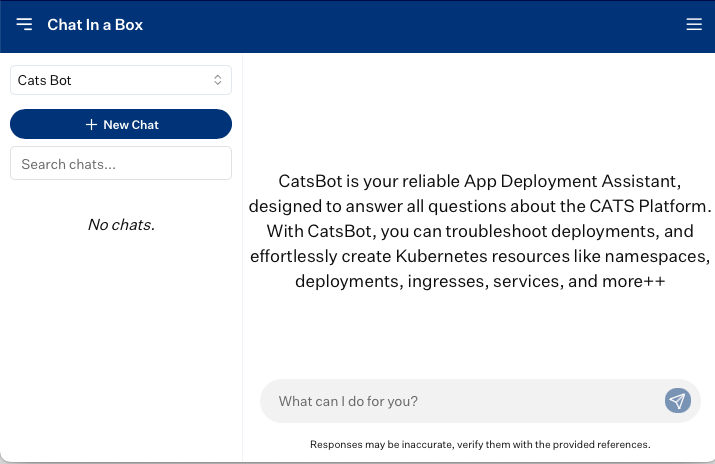 Chat In a Box
Cats Bot
New Chat
Search chats...
No chats.
CatsBot is your reliable App Deployment Assistant,
designed to answer all questions about the CATS Platform.
With CatsBot, you can troubleshoot deployments, and
effortlessly create Kubernetes resources like namespaces,
deployments, ingresses, services, and more++
What can I do for you?
Responses may be inaccurate, verify them with the provided references.